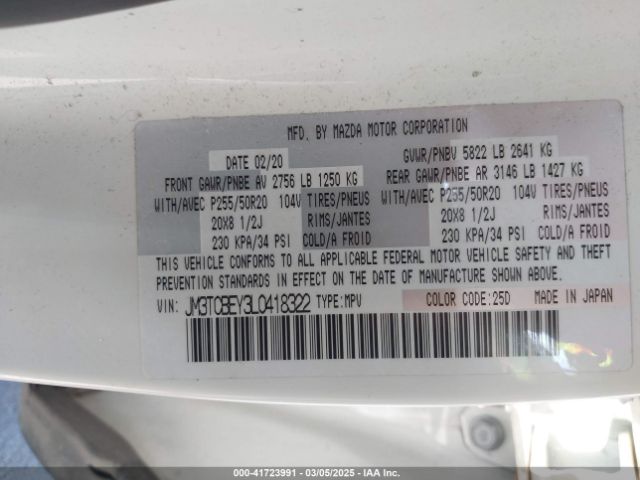 MFD. BY MAZDA MOTOR CORPORATION
DATE 02/20 GVWR/PNBV 5822 LB 2641 KG
FRONT GAWR/PNBE AV 2756 LB 1250 KG REAR GAWR/PNBE AR 3146 LB 1427 KG
WITH/AVEC P255/50R20 104V TIRES/PNEUS WITH/AVEC P255/50R20 104V TIRES/PNEUS
20X8 1/2J RIMS/JANTES 20X8 1/2J RIMS/JANTES
230 KPA/34 PSI COLD/A FROID 230 KPA/34 PSI COLD/A FROID
THIS VEHICLE CONFORMS TO ALL APPLICABLE FEDERAL MOTOR VEHICLE SAFETY AND THEFT
PREVENTION STANDARDS IN EFFECT ON THE DATE OF MANUFACTURE SHOWN ABOVE.
VIN: JM3TCBEY3L0418322 TYPE:MPV COLOR CODE:25D MADE IN JAPAN
000-41723991 — 03/05/2025 — IAA Inc.